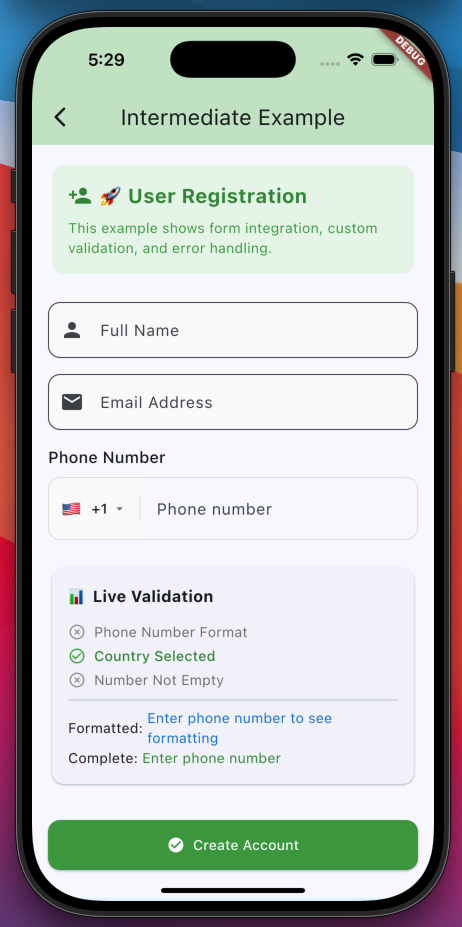 5:29
DEBUG
Intermediate Example
🚀 User Registration
This example shows form integration, custom
validation, and error handling.
Full Name
Email Address
Phone Number
🇺🇸 +1
Phone number
📊 Live Validation
Phone Number Format
Country Selected
Number Not Empty
Formatted: Enter phone number to see
formatting
Complete: Enter phone number
Create Account